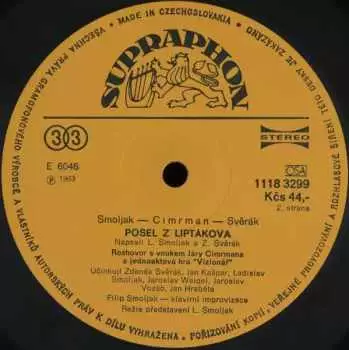 MADE IN CZECHOSLOVAKIA • VŠECHNA PRÁVA GRAMOFONOVÉHO VÝROBCE A VLASTNÍKŮ AUTORSKÝCH PRÁV K DÍLU VYHRAŽENA • POŘIZOVÁNÍ KOPIÍ, VEŘEJNÉ PROVOZOVÁNÍ A ROZHLASOVÉ ŠÍŘENÍ TÉTO DESKY JE ZAKÁZÁNO
SUPRAPHON
33
STEREO
E 6046
℗ 1983
OSA
1118 3299
Kčs 44,-
2. strana
Smoljak — Cimrman — Svěrák
POSEL Z LIPTÁKOVA
Napsali L. Smoljak a Z. Svěrák
Rozhovor s vnukem Járy Cimrmana
a jednoaktová hra "Vizionář"
Účinkují Zdeněk Svěrák, Jan Kašpar, Ladislav
Smoljak, Jaroslav Weigel, Jaroslav
Vozáb, Jan Hraběta
Filip Smoljak — klavírní improvizace
Režie představení L. Smoljak